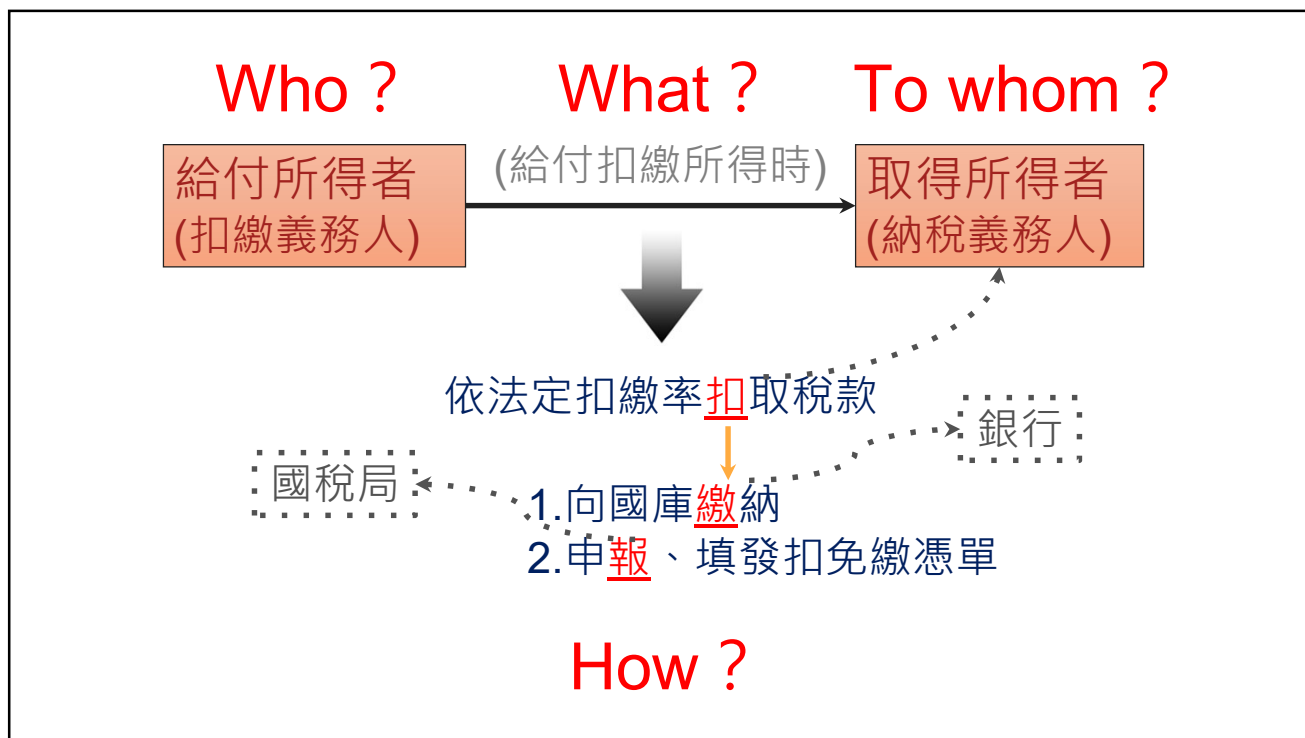 Who？
What？
To whom？
給付所得者
(扣繳義務人)
(給付扣繳所得時)
取得所得者
(納稅義務人)
依法定扣繳率扣取稅款
銀行
國稅局
1.向國庫繳納
2.申報、填發扣免繳憑單
How？